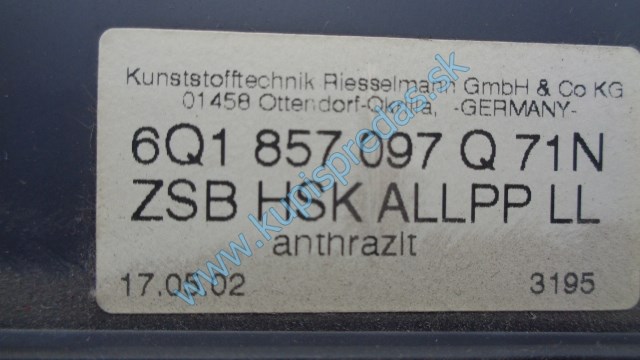 Kunststofftechnik Riesselmann GmbH & Co KG
01458 Ottendorf-Okrilla, -GERMANY-
6Q1 857 097 Q 71N
ZSB HSK ALLPP LL
anthrazit
17.05.02 3195
www.kupispredas.sk